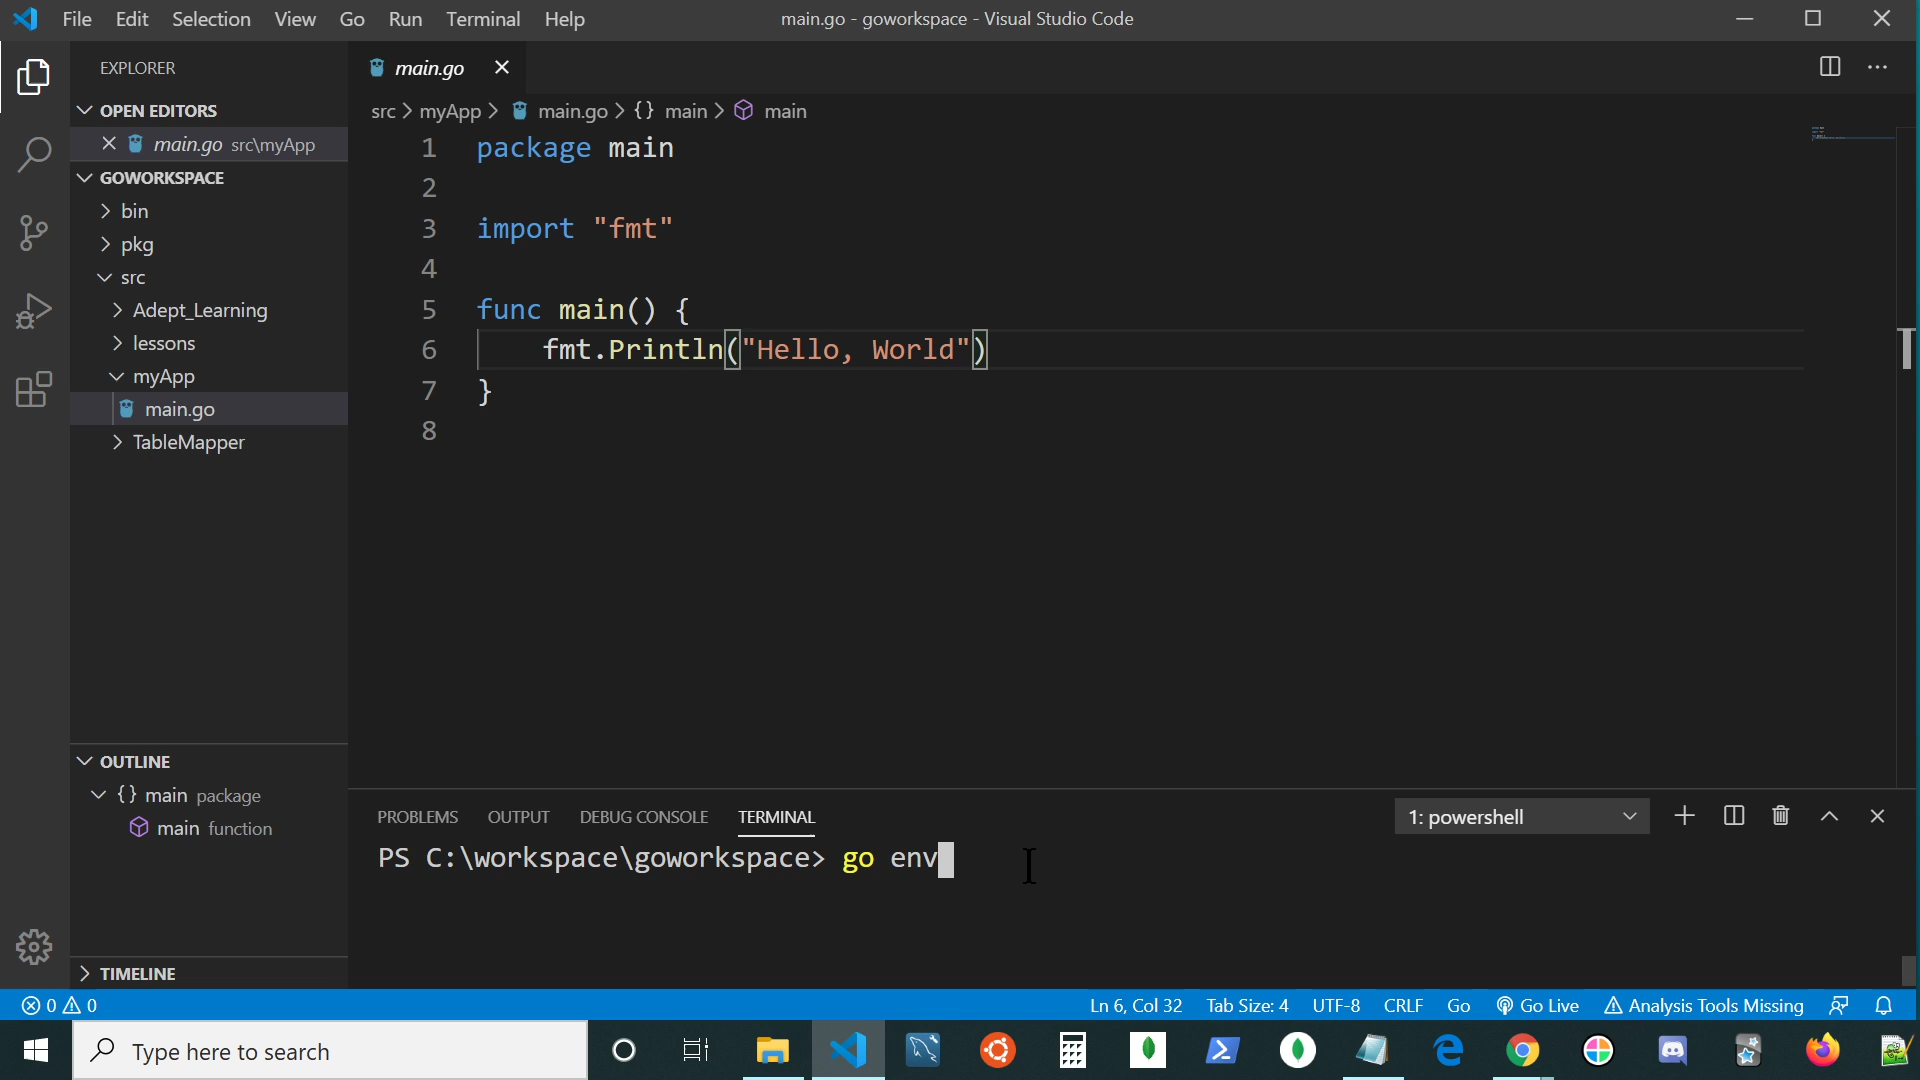 File Edit Selection View Go Run Terminal Help main.go - goworkspace - Visual Studio Code
EXPLORER
OPEN EDITORS
main.go src\myApp
GOWORKSPACE
bin
pkg
src
Adept_Learning
lessons
myApp
main.go
TableMapper
OUTLINE
{} main package
main function
TIMELINE
main.go
src > myApp > main.go > {} main > main
1 package main
2
3 import "fmt"
4
5 func main() {
6 fmt.Println("Hello, World")
7 }
8
PROBLEMS OUTPUT DEBUG CONSOLE TERMINAL 1: powershell
PS C:\workspace\goworkspace> go env
0 0 Ln 6, Col 32 Tab Size: 4 UTF-8 CRLF Go Go Live Analysis Tools Missing
Type here to search